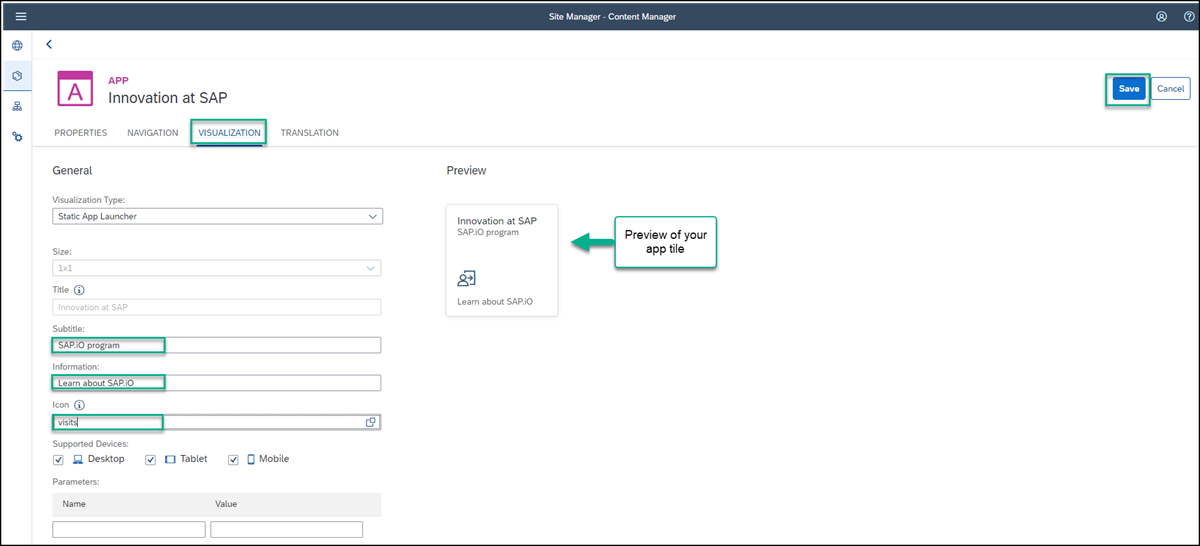 Site Manager - Content Manager
A
APP
Innovation at SAP
Save
Cancel
PROPERTIES
NAVIGATION
VISUALIZATION
TRANSLATION
General
Preview
Visualization Type:
Static App Launcher
Size:
1x1
Title
Innovation at SAP
Subtitle:
SAP.iO program
Information:
Learn about SAP.iO
Icon
visits
Supported Devices:
Desktop
Tablet
Mobile
Parameters:
Name
Value
Innovation at SAP
SAP.iO program
Learn about SAP.iO
Preview of your
app tile